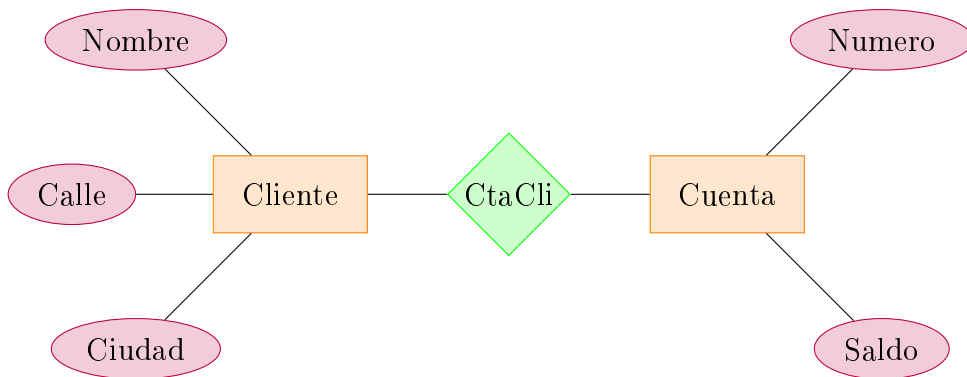 Nombre
Numero
Calle
Cliente
CtaCli
Cuenta
Ciudad
Saldo